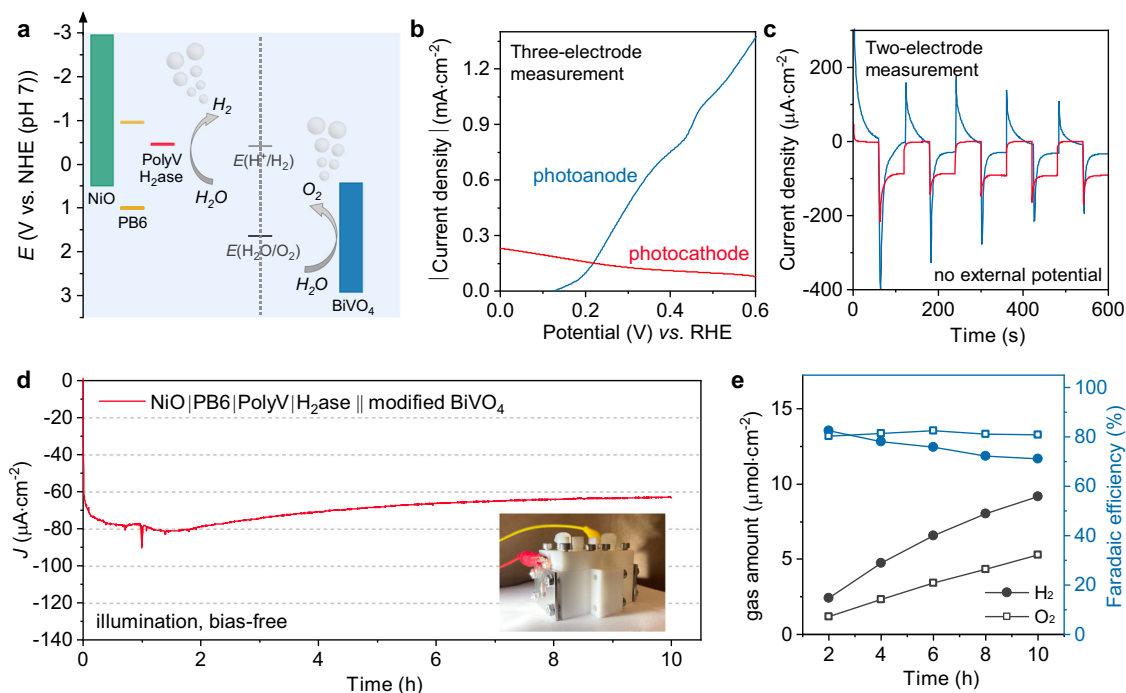 a
E (V vs. NHE (pH 7))
-3
-2
-1
0
1
2
3
NiO
PB6
PolyV
H₂ase
H₂
H₂O
E(H⁺/H₂)
E(H₂O/O₂)
O₂
H₂O
BiVO₄
b
| Current density | (mA·cm⁻²)
1.2
0.9
0.6
0.3
0.0
Three-electrode
measurement
photoanode
photocathode
0.0 0.2 0.4 0.6
Potential (V) vs. RHE
c
Current density (µA·cm⁻²)
200
0
-200
-400
Two-electrode
measurement
no external potential
0 200 400 600
Time (s)
d
J (µA·cm⁻²)
0
-20
-40
-60
-80
-100
-120
-140
NiO|PB6|PolyV|H₂ase || modified BiVO₄
illumination, bias-free
0 2 4 6 8 10
Time (h)
e
gas amount (µmol·cm⁻²)
15
10
5
0
H₂
O₂
2 4 6 8 10
Time (h)
100
80
60
40
20
0
Faradaic efficiency (%)